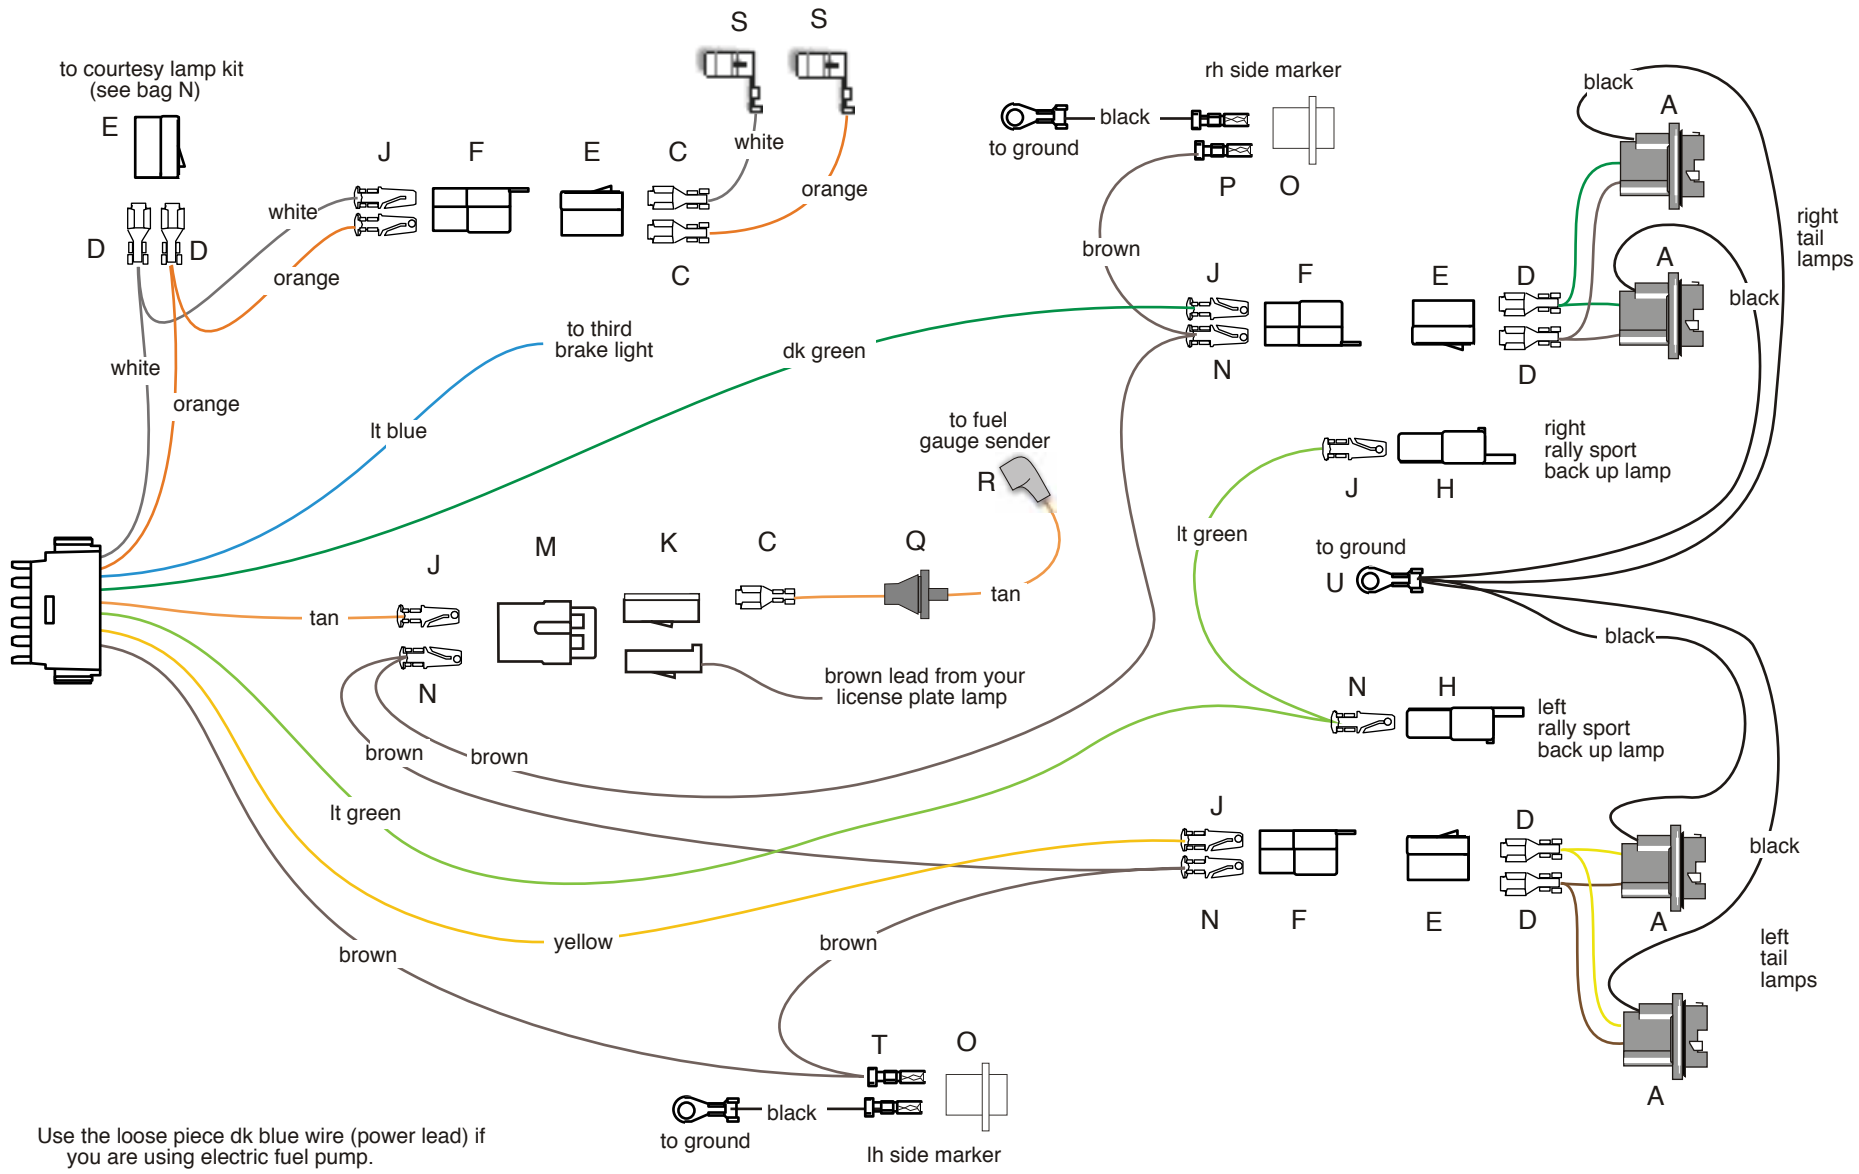 S
S
to courtesy lamp kit
(see bag N)
E
J
F
E
C
white
white
orange
orange
D
D
C
white
orange
to third
brake light
lt blue
dk green
rh side marker
black
to ground
P
O
brown
black
A
right
tail
lamps
J
F
E
D
A
black
N
D
to fuel
gauge sender
R
right
rally sport
back up lamp
J
H
lt green
to ground
U
J
M
K
C
Q
tan
tan
black
N
brown lead from your
license plate lamp
N
H
left
rally sport
back up lamp
brown
brown
lt green
J
D
black
N
F
E
D
A
yellow
brown
brown
left
tail
lamps
T
O
A
black
to ground
lh side marker
Use the loose piece dk blue wire (power lead) if
you are using electric fuel pump.